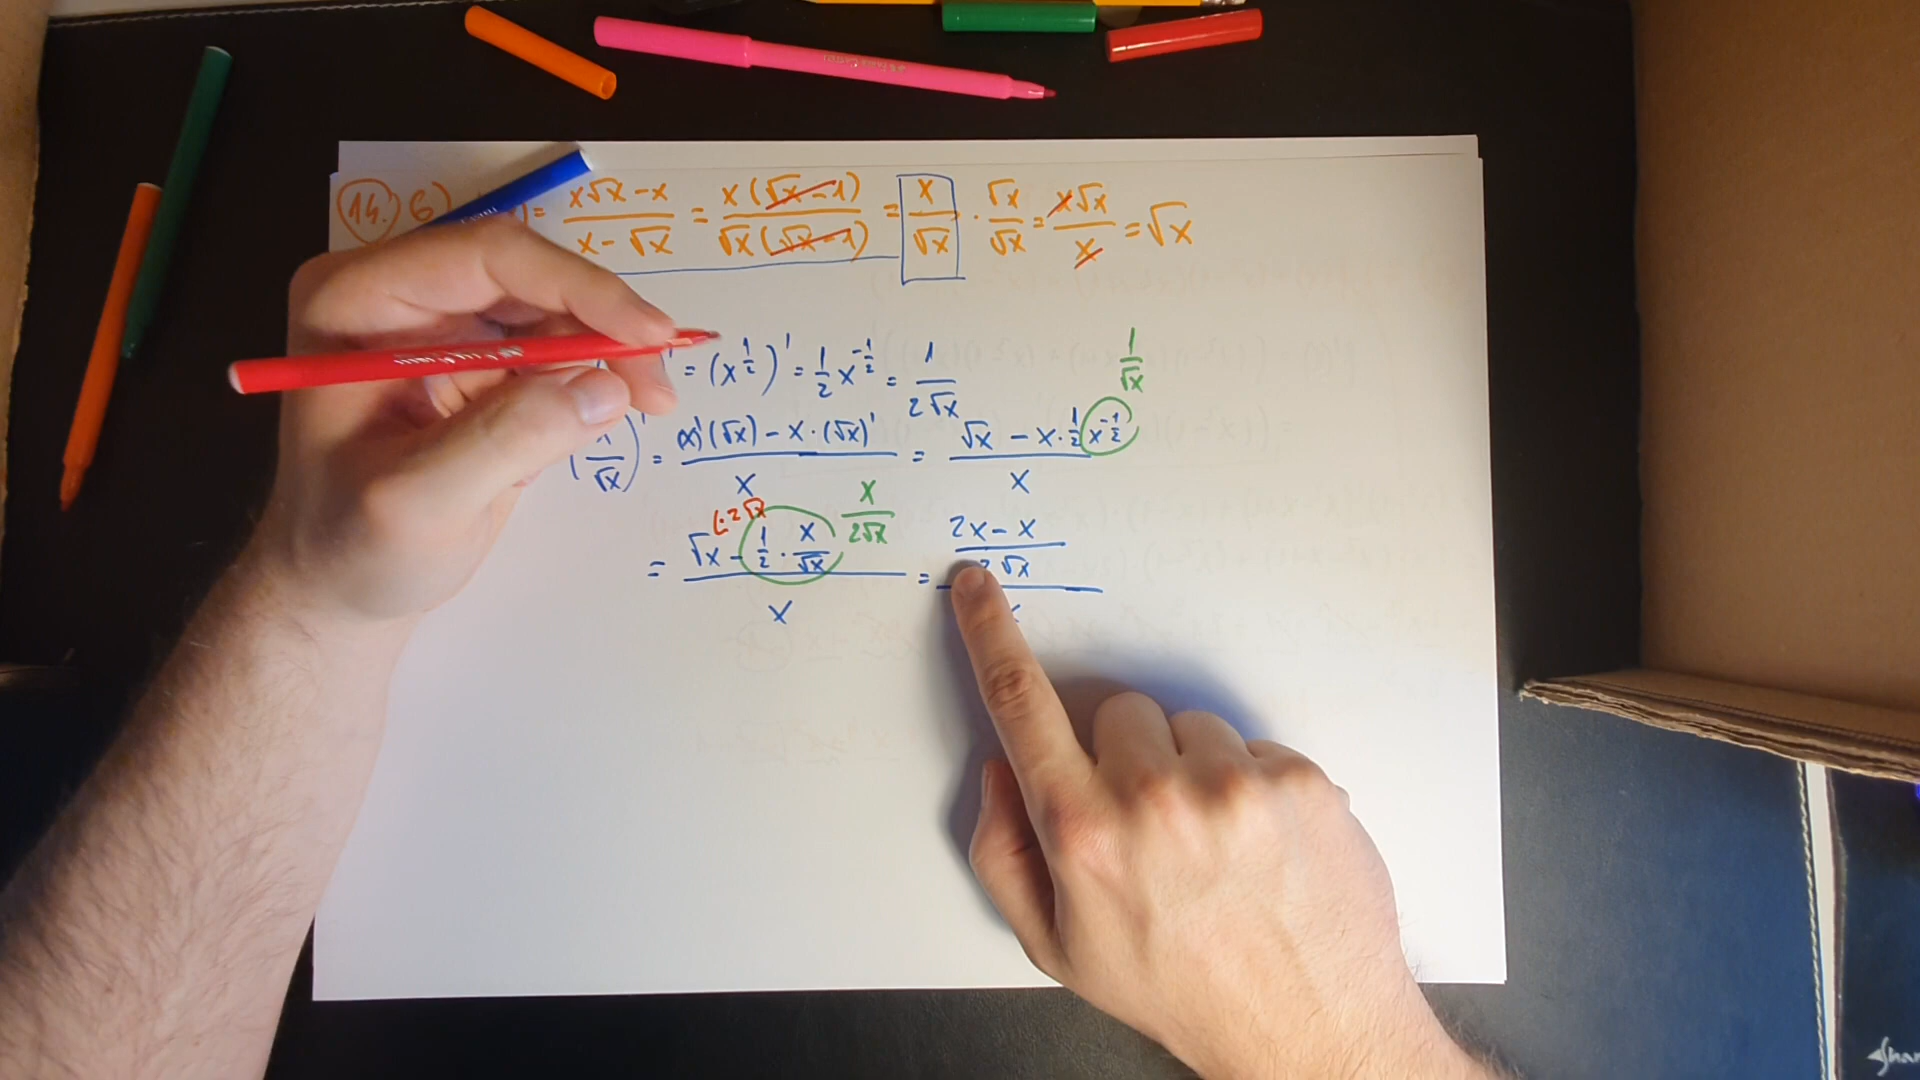 14. 6) = x√x - x / x - √x = x(√x - 1) / √x(√x - 1) = x / √x · √x / √x = x√x / x = √x
' = (x^1/2)' = 1/2 x^-1/2 = 1 / 2√x
1 / √x
( / √x)' = (x)'(√x) - x·(√x)' / x = √x - x·1/2 x^-1/2 / x
(·2√x
x / 2√x
= √x - 1/2 · x/√x / x = 2x - x / 2√x / x
Shar